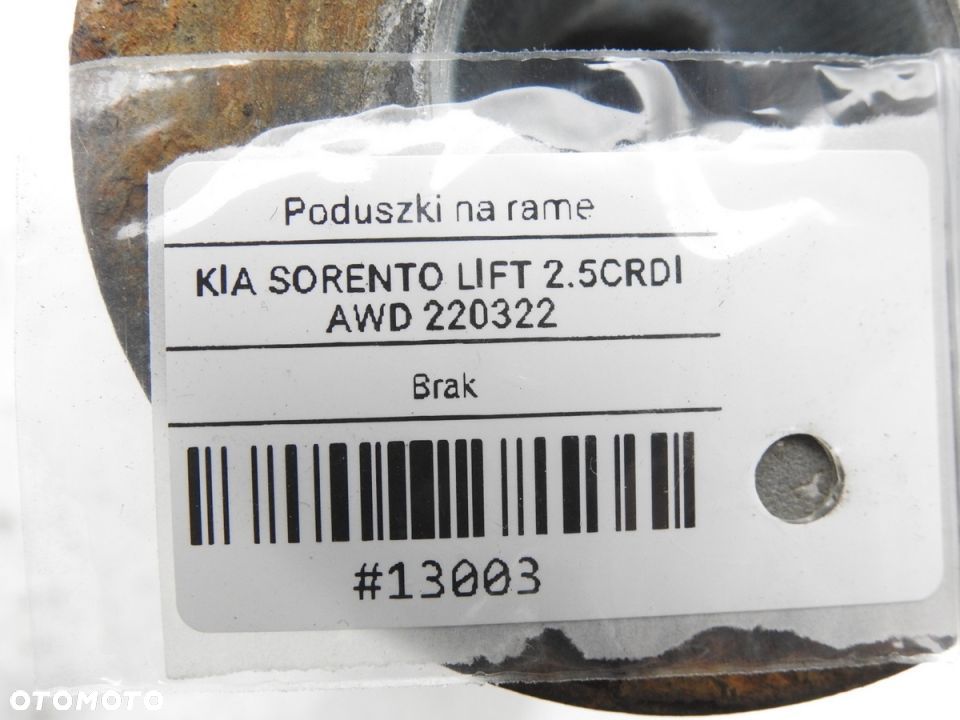 Poduszki na rame
KIA SORENTO LIFT 2.5CRDI
AWD 220322
Brak
#13003
OTOMOTO